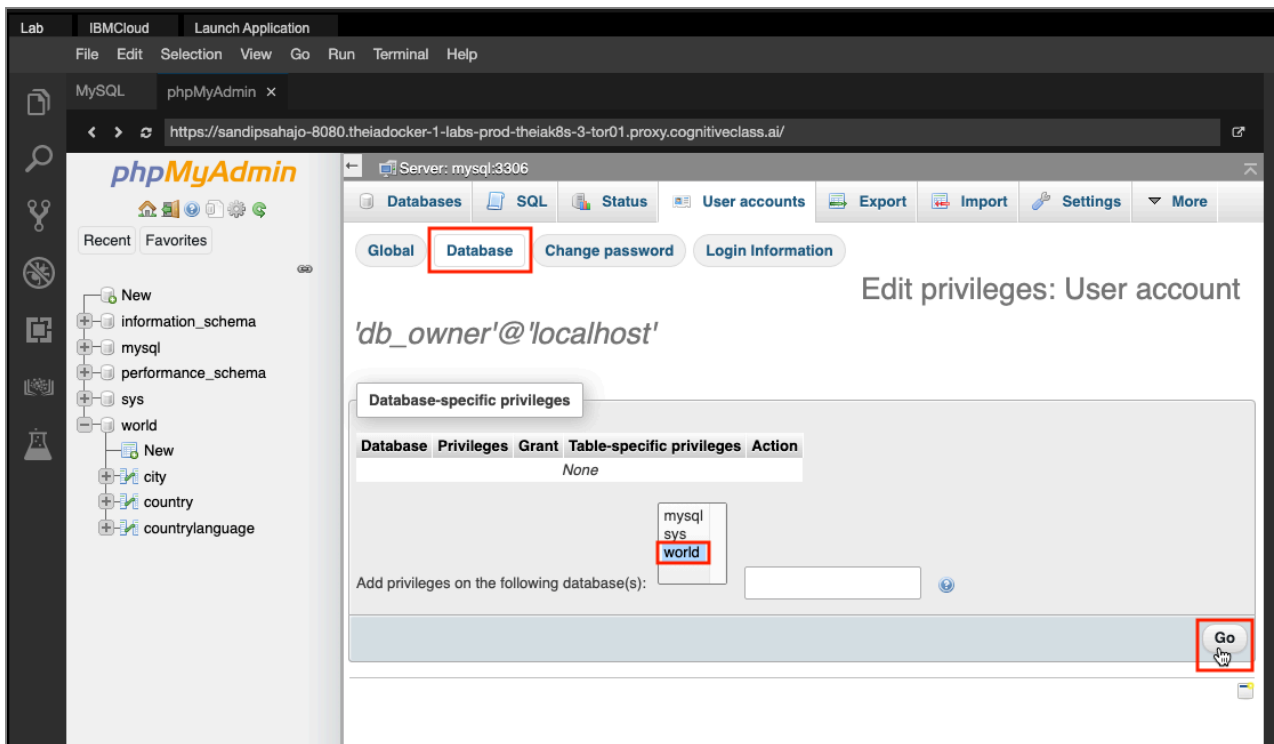 Lab IBMCloud Launch Application
File Edit Selection View Go Run Terminal Help
MySQL phpMyAdmin ×
https://sandipsahajo-8080.theiadocker-1-labs-prod-theiak8s-3-tor01.proxy.cognitiveclass.ai/
phpMyAdmin
Recent Favorites
New
information_schema
mysql
performance_schema
sys
world
New
city
country
countrylanguage
Server: mysql:3306
Databases SQL Status User accounts Export Import Settings More
Global Database Change password Login Information
Edit privileges: User account
'db_owner'@'localhost'
Database-specific privileges
Database Privileges Grant Table-specific privileges Action
None
mysql
sys
world
Add privileges on the following database(s):
Go